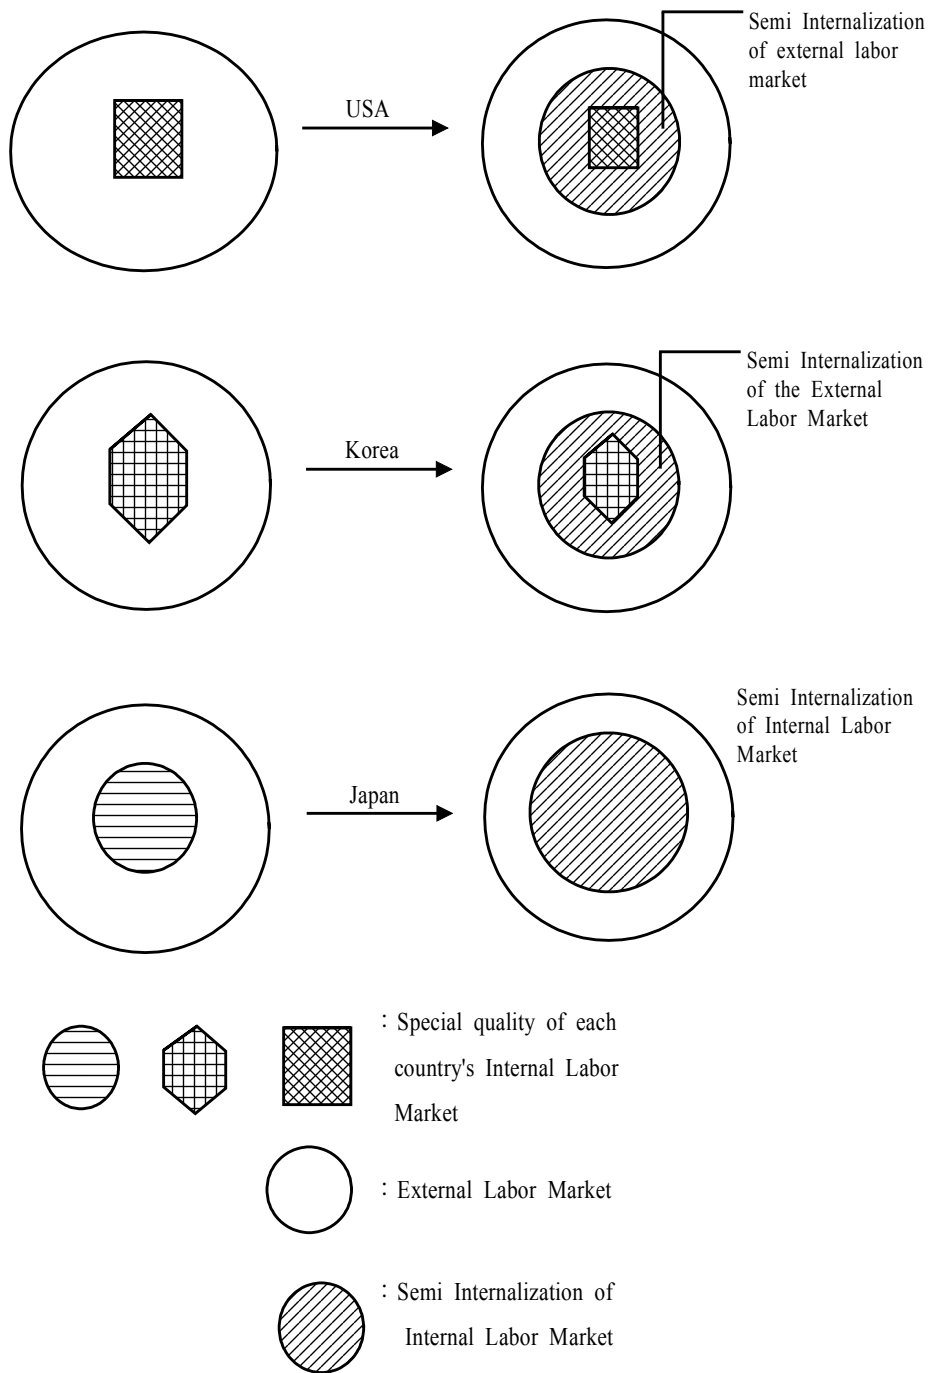 Semi Internalization
of external labor
market
USA
Semi Internalization
of the External
Labor Market
Korea
Semi Internalization
of Internal Labor
Market
Japan
: Special quality of each
country's Internal Labor
Market
: External Labor Market
: Semi Internalization of
Internal Labor Market